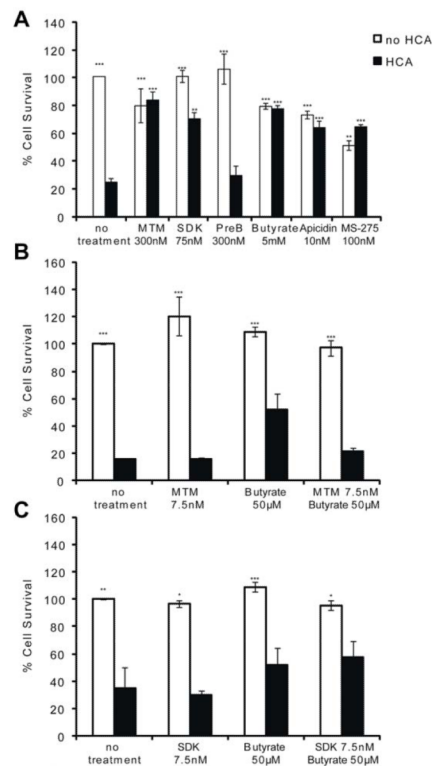 A
no HCA
HCA
% Cell Survival
140
120
100
80
60
40
20
0
*** *** *** *** ** *** *** *** *** *** ** ***
no treatment MTM 300nM SDK 75nM PreB 300nM Butyrate 5mM Apicidin 10nM MS-275 100nM
B
% Cell Survival
160
140
120
100
80
60
40
20
0
*** *** *** ***
no treatment MTM 7.5nM Butyrate 50µM MTM 7.5nM Butyrate 50µM
C
% Cell Survival
160
140
120
100
80
60
40
20
0
** * *** *
no treatment SDK 7.5nM Butyrate 50µM SDK 7.5nM Butyrate 50µM